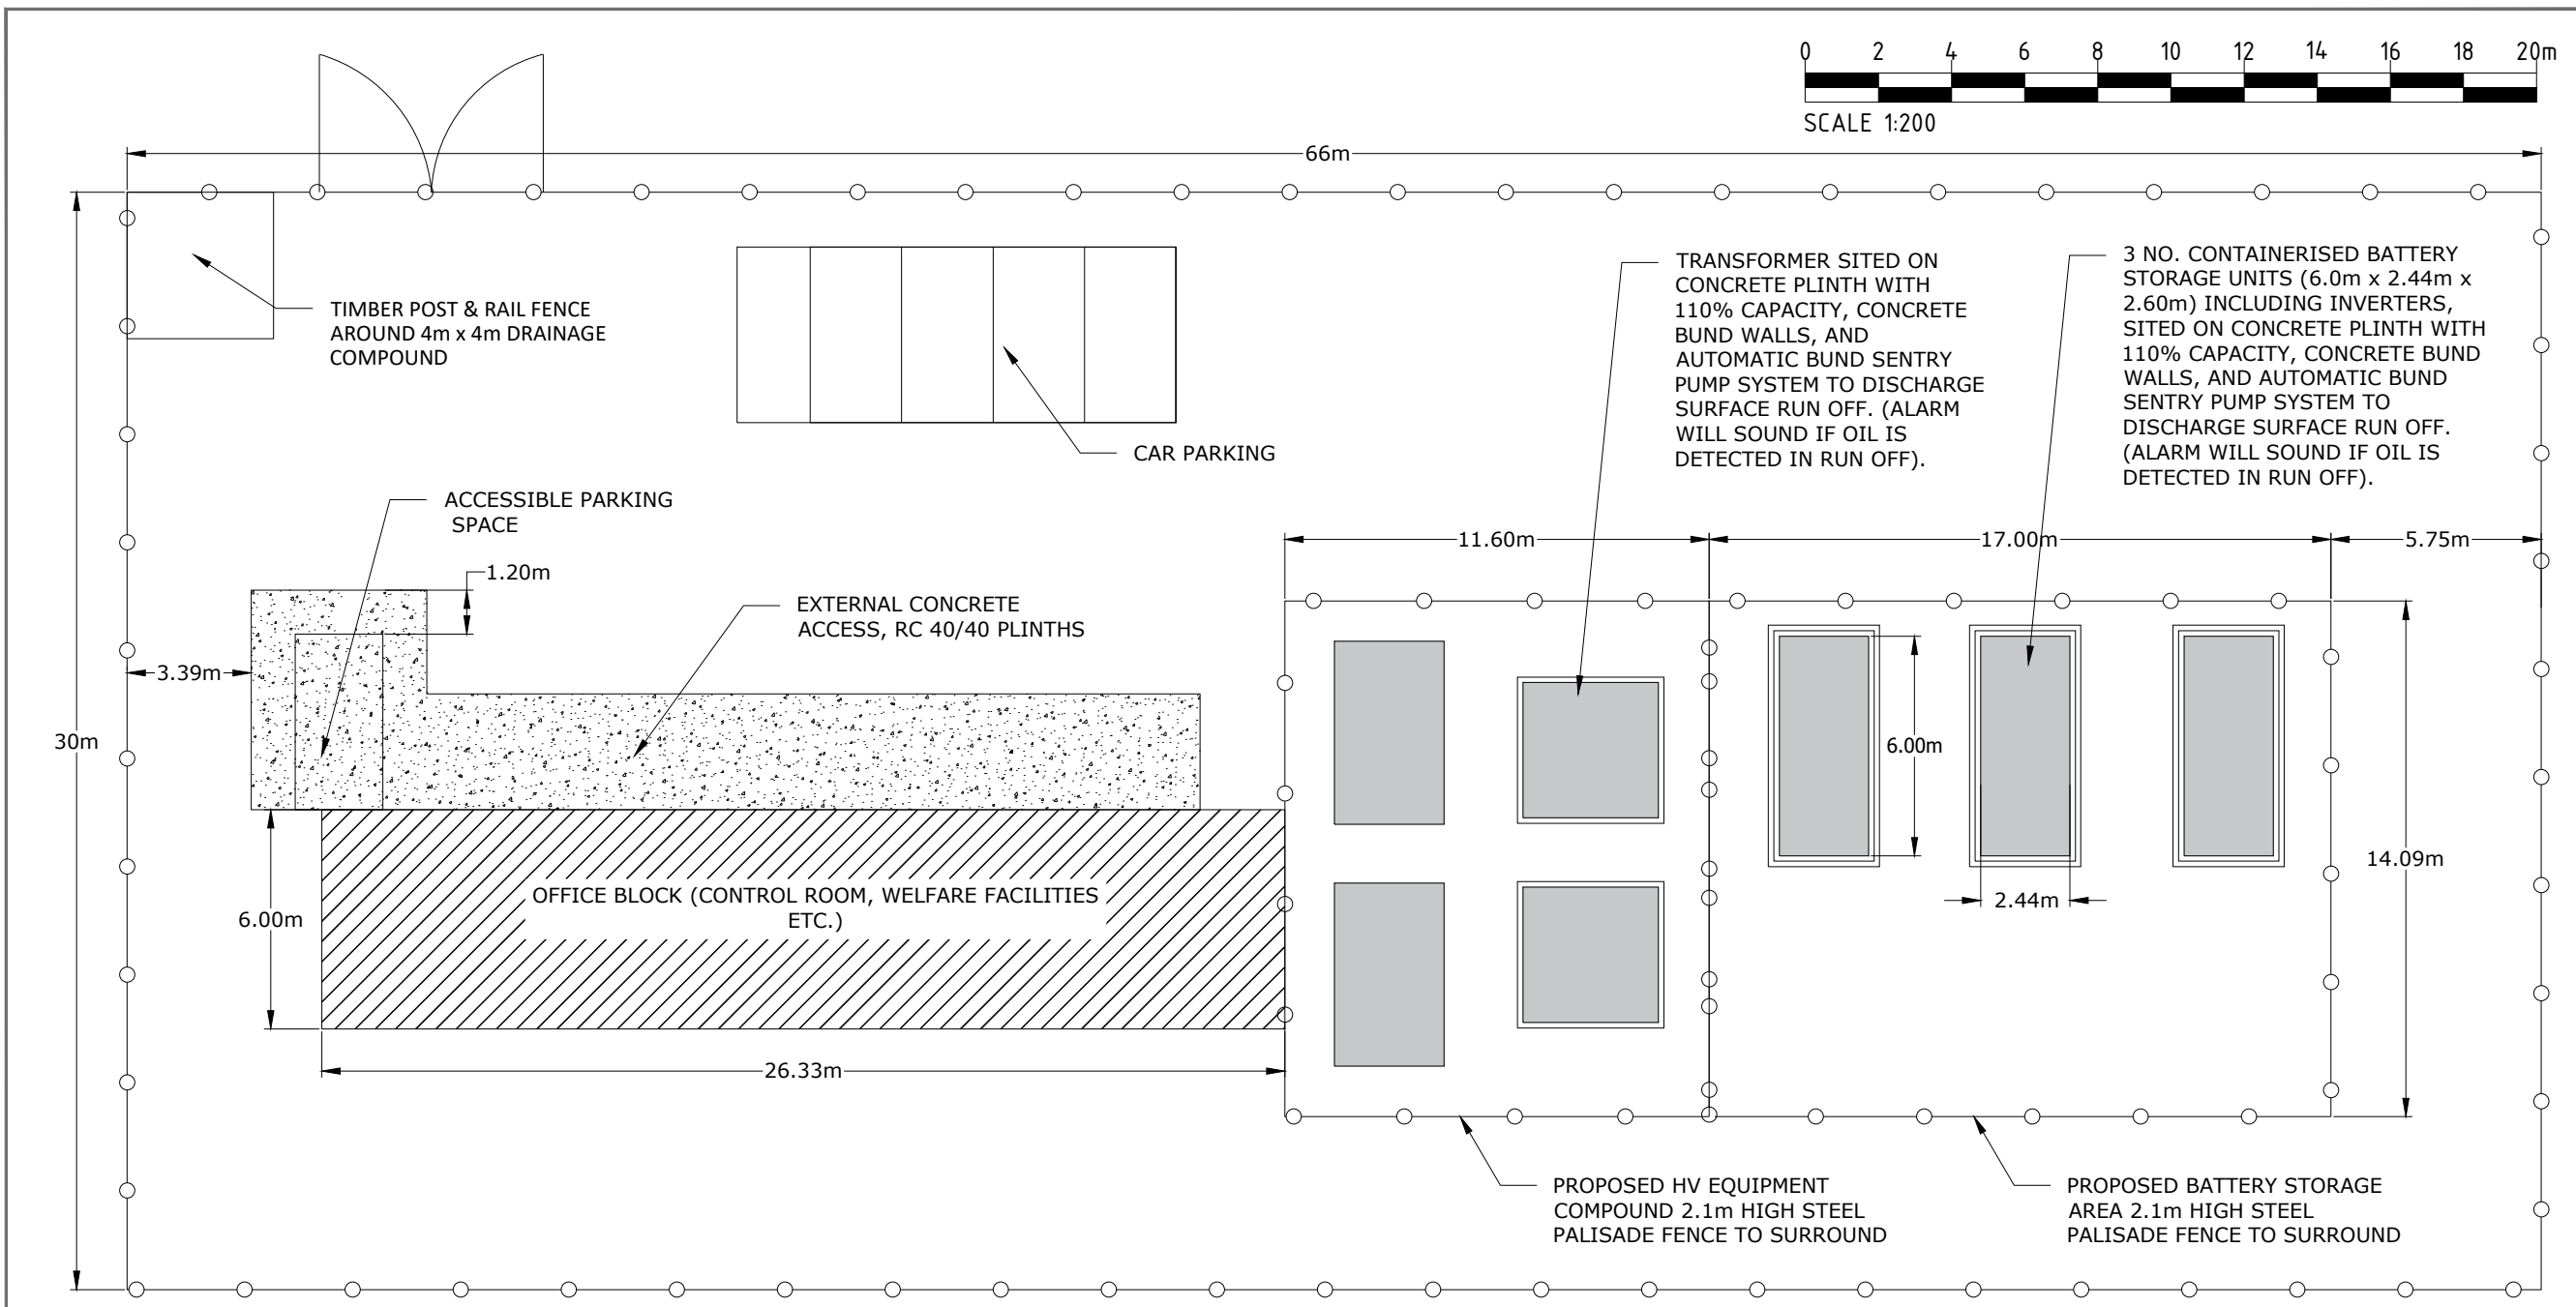 0 2 4 6 8 10 12 14 16 18 20m
SCALE 1:200
66m
30m
TIMBER POST & RAIL FENCE
AROUND 4m x 4m DRAINAGE
COMPOUND
CAR PARKING
TRANSFORMER SITED ON
CONCRETE PLINTH WITH
110% CAPACITY, CONCRETE
BUND WALLS, AND
AUTOMATIC BUND SENTRY
PUMP SYSTEM TO DISCHARGE
SURFACE RUN OFF. (ALARM
WILL SOUND IF OIL IS
DETECTED IN RUN OFF).
3 NO. CONTAINERISED BATTERY
STORAGE UNITS (6.0m x 2.44m x
2.60m) INCLUDING INVERTERS,
SITED ON CONCRETE PLINTH WITH
110% CAPACITY, CONCRETE BUND
WALLS, AND AUTOMATIC BUND
SENTRY PUMP SYSTEM TO
DISCHARGE SURFACE RUN OFF.
(ALARM WILL SOUND IF OIL IS
DETECTED IN RUN OFF).
ACCESSIBLE PARKING
SPACE
1.20m
EXTERNAL CONCRETE
ACCESS, RC 40/40 PLINTHS
3.39m
11.60m
17.00m
5.75m
6.00m
2.44m
14.09m
OFFICE BLOCK (CONTROL ROOM, WELFARE FACILITIES
ETC.)
6.00m
26.33m
PROPOSED HV EQUIPMENT
COMPOUND 2.1m HIGH STEEL
PALISADE FENCE TO SURROUND
PROPOSED BATTERY STORAGE
AREA 2.1m HIGH STEEL
PALISADE FENCE TO SURROUND